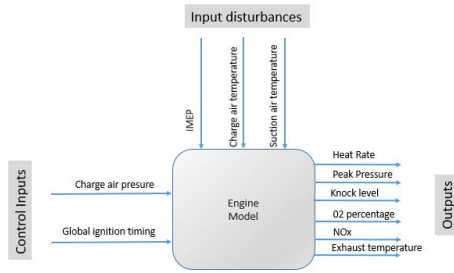 Input disturbances
IMEP
Charge air temperature
Suction air temperature
Control Inputs
Charge air presure
Global ignition timing
Engine
Model
Heat Rate
Peak Pressure
Knock level
02 percentage
NOx
Exhaust temperature
Outputs